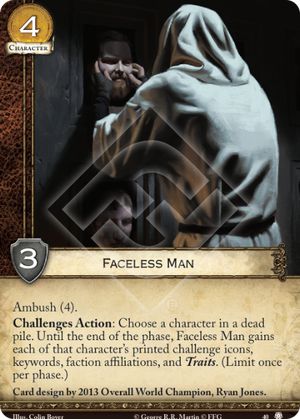 4
CHARACTER
FACELESS MAN
3
Ambush (4).
Challenges Action: Choose a character in a dead
pile. Until the end of the phase, Faceless Man gains
each of that character's printed challenge icons,
keywords, faction affiliations, and Traits. (Limit once
per phase.)
Card design by 2013 Overall World Champion, Ryan Jones.
Illus. Colin Boyer
© George R.R. Martin © FFG
40